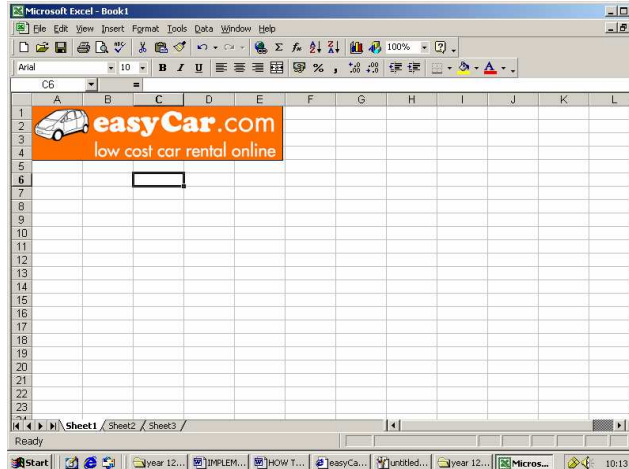 Microsoft Excel - Book1
File Edit View Insert Format Tools Data Window Help
100%
Arial 10 B I U % ,
C6 =
A B C D E F G H I J K L
1
2
3
4
easyCar.com
low cost car rental online
5
6
7
8
9
10
11
12
13
14
15
16
17
18
19
20
21
22
23
Sheet1 Sheet2 Sheet3
Ready
Start year 12... IMPLEM... HOW T... easyCa... untitled... year 12... Micros... 10:13